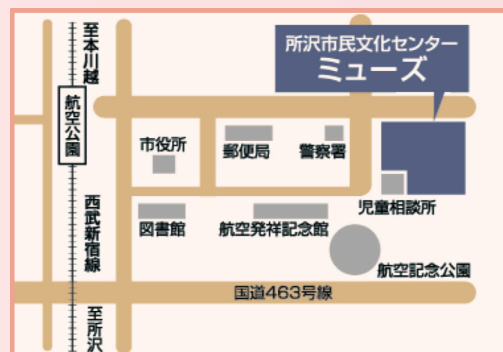 至本川越
航空公園
西武新宿線
至所沢
所沢市民文化センター
ミューズ
市役所
郵便局
警察署
児童相談所
図書館
航空発祥記念館
航空記念公園
国道463号線